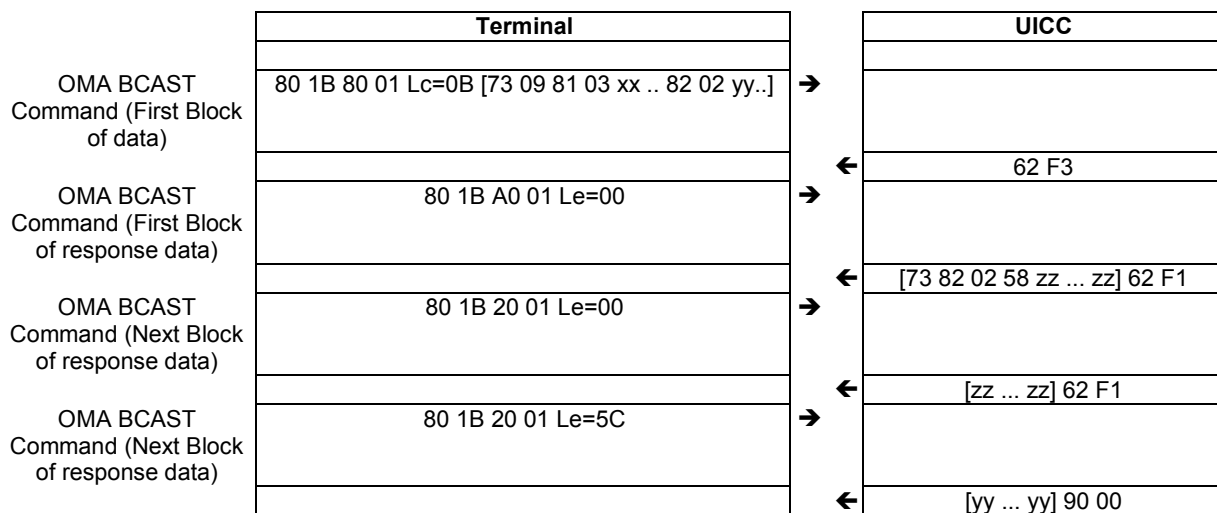 Terminal UICC
OMA BCAST
Command (First Block
of data)
80 1B 80 01 Lc=0B [73 09 81 03 xx .. 82 02 yy..] ➔
🡰 62 F3
OMA BCAST
Command (First Block
of response data)
80 1B A0 01 Le=00 ➔
🡰 [73 82 02 58 zz ... zz] 62 F1
OMA BCAST
Command (Next Block
of response data)
80 1B 20 01 Le=00 ➔
🡰 [zz ... zz] 62 F1
OMA BCAST
Command (Next Block
of response data)
80 1B 20 01 Le=5C ➔
🡰 [yy ... yy] 90 00